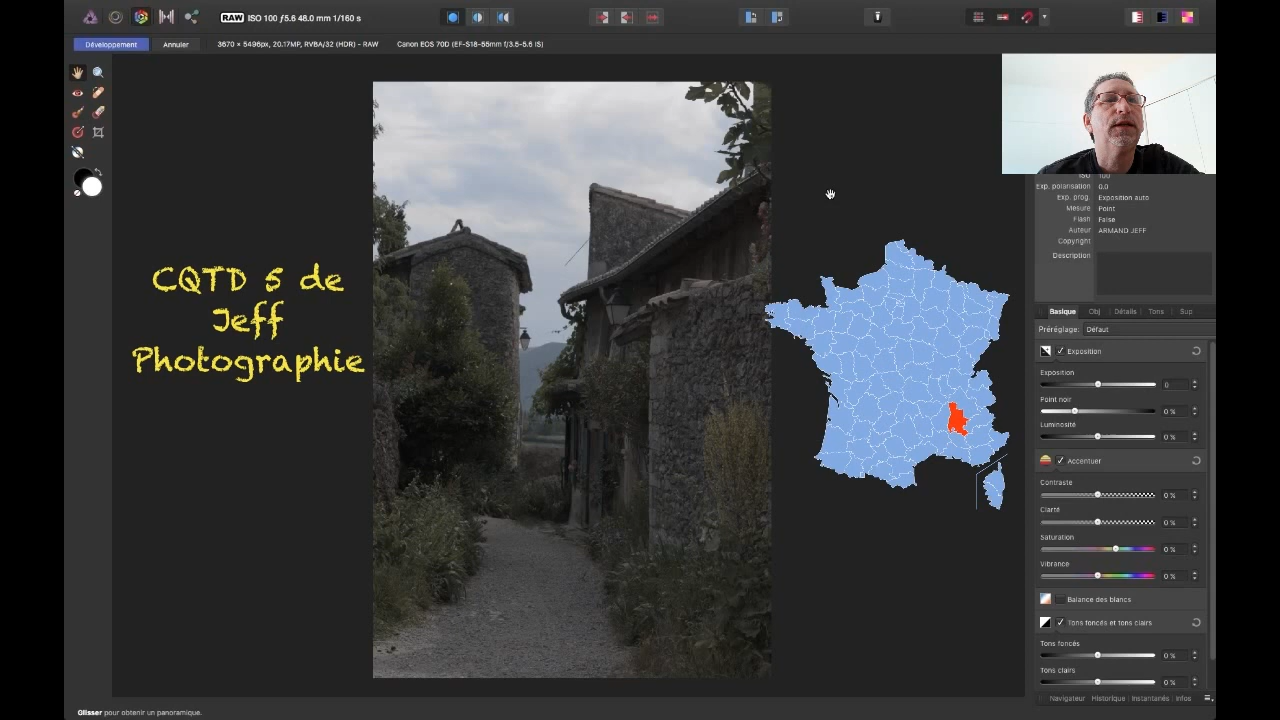 RAW ISO 100 ƒ5.6 48.0 mm 1/160 s
Développement Annuler 3670 × 5496px, 20.17MP, RVBA/32 (HDR) - RAW Canon EOS 70D (EF-S18-55mm f/3.5-5.6 IS)
CQTD 5 de
Jeff
Photographie
ISO 100
Exp. polarisation 0.0
Exp. prog. Exposition auto
Mesure Point
Flash False
Auteur ARMAND JEFF
Copyright
Description
Basique Obj Détails Tons Sup
Préréglage: Défaut
Exposition
Exposition
0
Point noir
0 %
Luminosité
0 %
Accentuer
Contraste
0 %
Clarté
0 %
Saturation
0 %
Vibrance
0 %
Balance des blancs
Tons foncés et tons clairs
Tons foncés
0 %
Tons clairs
0 %
Navigateur Historique Instantanés Infos
Glisser pour obtenir un panoramique.